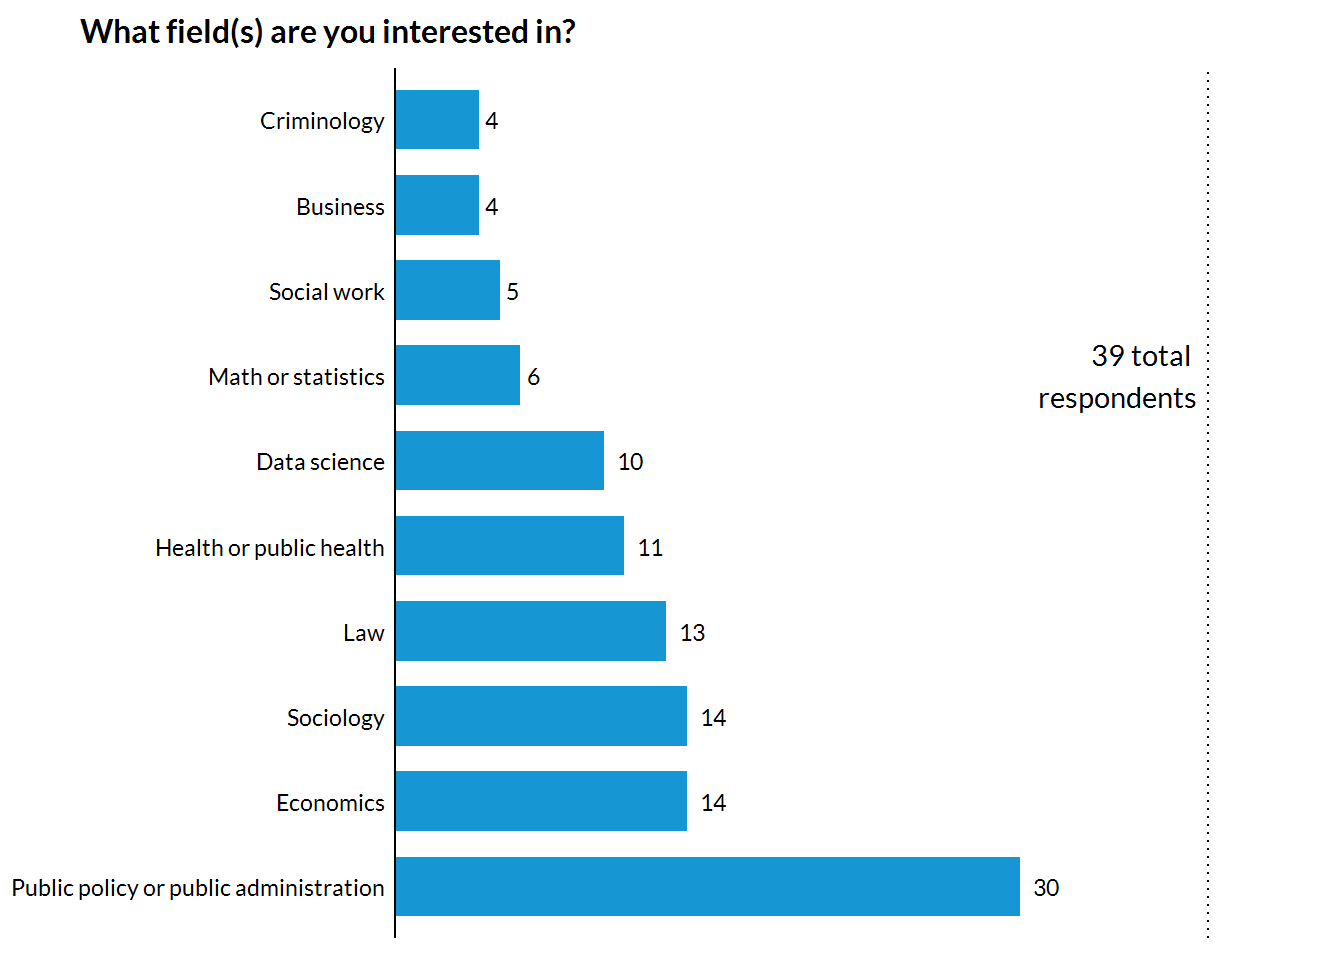 What field(s) are you interested in?
Criminology 4
Business 4
Social work 5
Math or statistics 6
39 total
respondents
Data science 10
Health or public health 11
Law 13
Sociology 14
Economics 14
Public policy or public administration 30